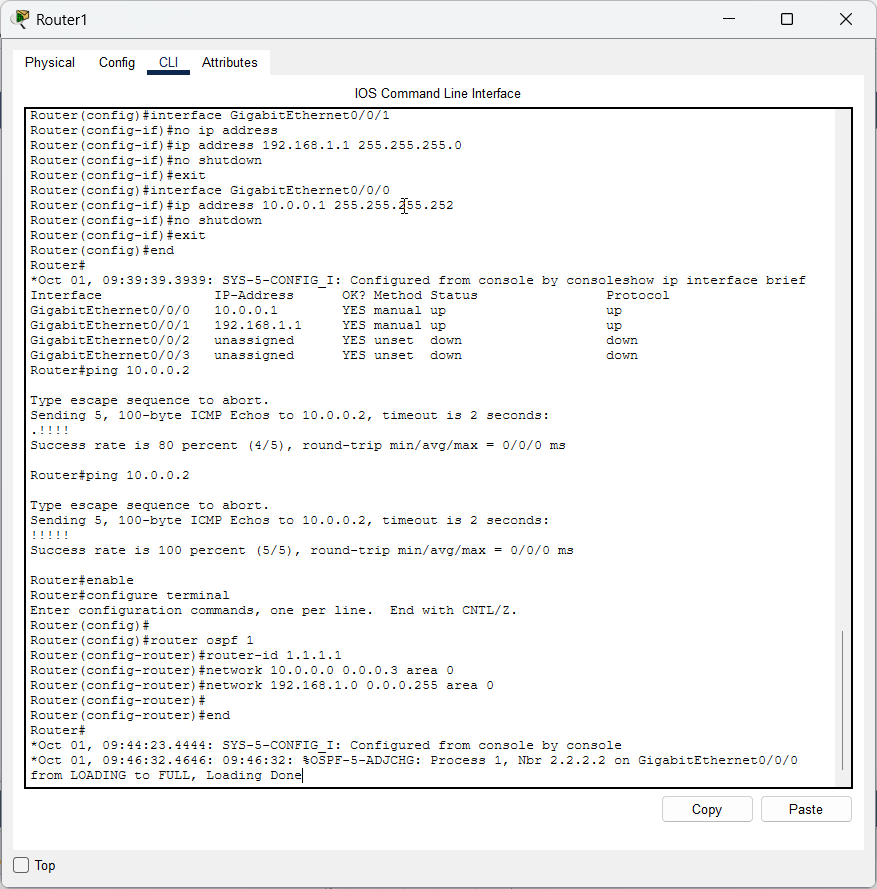 Router1
Physical Config CLI Attributes
IOS Command Line Interface
Router(config)#interface GigabitEthernet0/0/1
Router(config-if)#no ip address
Router(config-if)#ip address 192.168.1.1 255.255.255.0
Router(config-if)#no shutdown
Router(config-if)#exit
Router(config)#interface GigabitEthernet0/0/0
Router(config-if)#ip address 10.0.0.1 255.255.255.252
Router(config-if)#no shutdown
Router(config-if)#exit
Router(config)#end
Router#
*Oct 01, 09:39:39.3939: SYS-5-CONFIG_I: Configured from console by consoleshow ip interface brief
Interface              IP-Address      OK? Method Status                Protocol
GigabitEthernet0/0/0   10.0.0.1        YES manual up                    up
GigabitEthernet0/0/1   192.168.1.1     YES manual up                    up
GigabitEthernet0/0/2   unassigned      YES unset  down                  down
GigabitEthernet0/0/3   unassigned      YES unset  down                  down
Router#ping 10.0.0.2
Type escape sequence to abort.
Sending 5, 100-byte ICMP Echos to 10.0.0.2, timeout is 2 seconds:
.!!!!
Success rate is 80 percent (4/5), round-trip min/avg/max = 0/0/0 ms
Router#ping 10.0.0.2
Type escape sequence to abort.
Sending 5, 100-byte ICMP Echos to 10.0.0.2, timeout is 2 seconds:
!!!!!
Success rate is 100 percent (5/5), round-trip min/avg/max = 0/0/0 ms
Router#enable
Router#configure terminal
Enter configuration commands, one per line.  End with CNTL/Z.
Router(config)#
Router(config)#router ospf 1
Router(config-router)#router-id 1.1.1.1
Router(config-router)#network 10.0.0.0 0.0.0.3 area 0
Router(config-router)#network 192.168.1.0 0.0.0.255 area 0
Router(config-router)#
Router(config-router)#end
Router#
*Oct 01, 09:44:23.4444: SYS-5-CONFIG_I: Configured from console by console
*Oct 01, 09:46:32.4646: 09:46:32: %OSPF-5-ADJCHG: Process 1, Nbr 2.2.2.2 on GigabitEthernet0/0/0
from LOADING to FULL, Loading Done
Copy Paste
Top